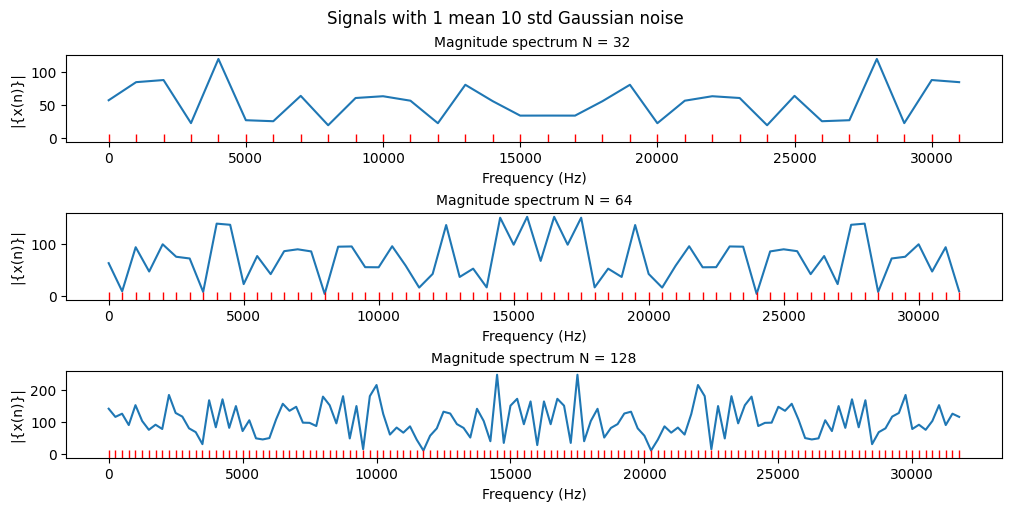 Signals with 1 mean 10 std Gaussian noise
Magnitude spectrum N = 32
|{x(n)}|
100
50
0
0 5000 10000 15000 20000 25000 30000
Frequency (Hz)
Magnitude spectrum N = 64
|{x(n)}|
100
0
0 5000 10000 15000 20000 25000 30000
Frequency (Hz)
Magnitude spectrum N = 128
|{x(n)}|
200
100
0
0 5000 10000 15000 20000 25000 30000
Frequency (Hz)